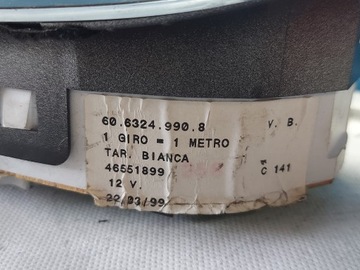 60.6324.990.8 V. B.
1 GIRO = 1 METRO
TAR. BIANCA
46551899 C 141
12 V.
22/03/99